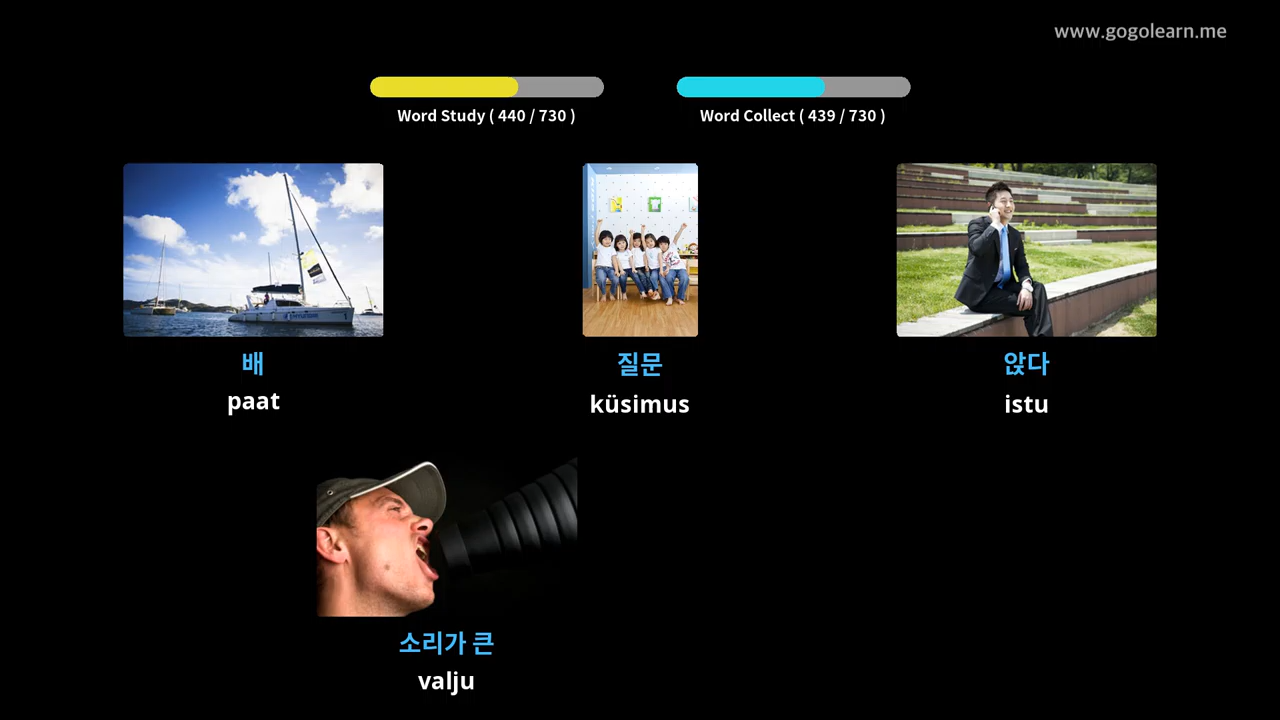 www.gogolearn.me
Word Study ( 440 / 730 )
Word Collect ( 439 / 730 )
배
paat
질문
küsimus
앉다
istu
소리가 큰
valju